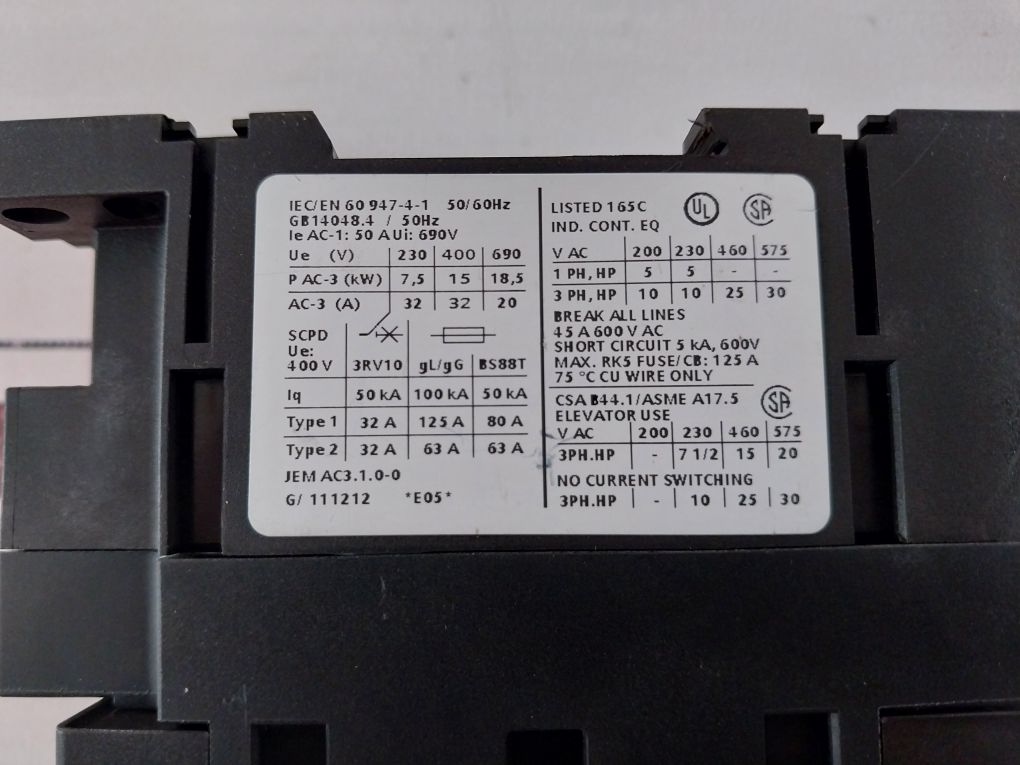 IEC/EN 60 947-4-1 50/60Hz
GB14048.4 / 50Hz
Ie AC-1: 50 A Ui: 690V
Ue (V) 230 400 690
P AC-3 (kW) 7,5 15 18,5
AC-3 (A) 32 32 20
SCPD
Ue:
400 V 3RV10 gL/gG BS88T
Iq 50 kA 100 kA 50 kA
Type 1 32 A 125 A 80 A
Type 2 32 A 63 A 63 A
JEM AC3.1.0-0
G/ 111212 *E05*
LISTED 165C UL SA
IND. CONT. EQ
V AC 200 230 460 575
1 PH, HP 5 5 - -
3 PH, HP 10 10 25 30
BREAK ALL LINES
45 A 600 V AC
SHORT CIRCUIT 5 kA, 600V
MAX. RK5 FUSE/CB: 125 A
75 °C CU WIRE ONLY
CSA B44.1/ASME A17.5 SA
ELEVATOR USE
V AC 200 230 460 575
3PH.HP - 7 1/2 15 20
NO CURRENT SWITCHING
3PH.HP - 10 25 30